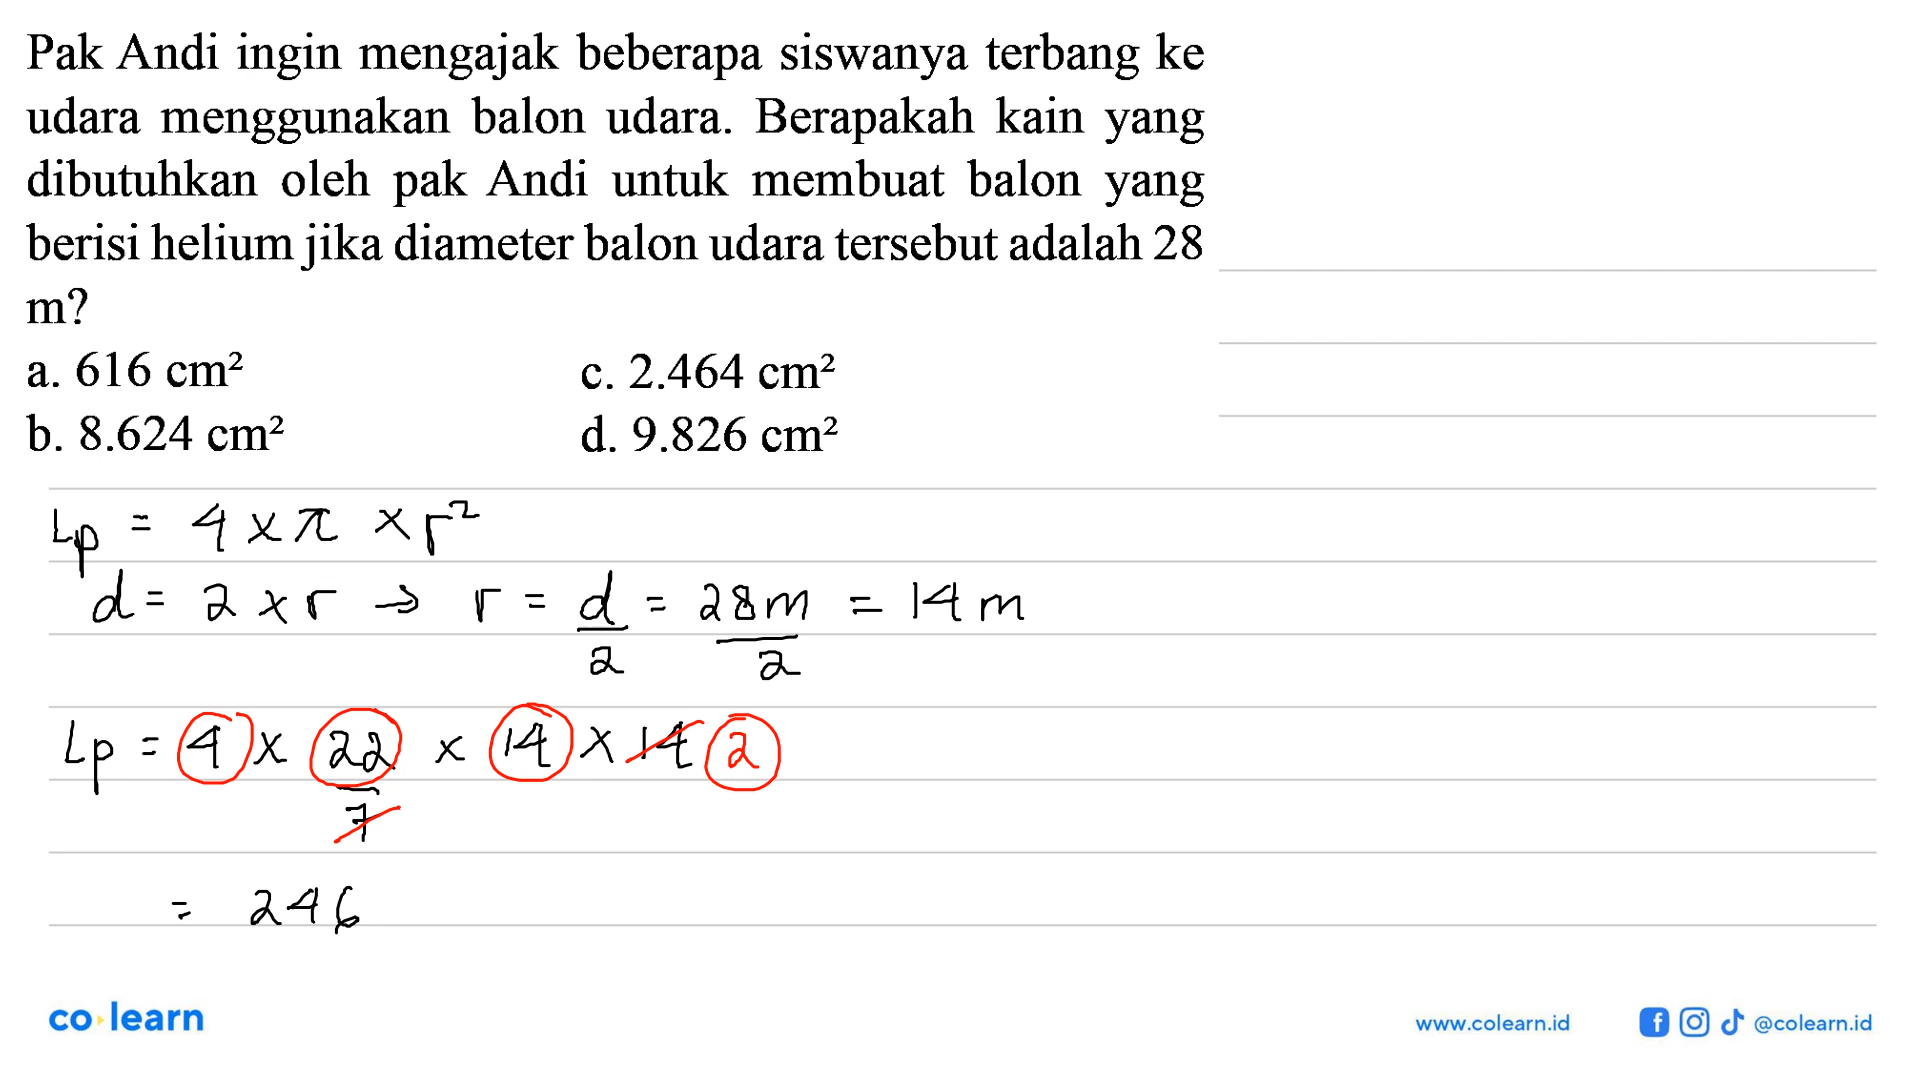 Pak Andi ingin mengajak beberapa siswanya terbang ke
udara menggunakan balon udara. Berapakah kain yang
dibutuhkan oleh pak Andi untuk membuat balon yang
berisi helium jika diameter balon udara tersebut adalah 28
m?
a. 616 cm² c. 2.464 cm²
b. 8.624 cm² d. 9.826 cm²
Lp = 4 × π × r²
d = 2 × r → r = d/2 = 28m/2 = 14 m
Lp = 4 × 22/7 × 14 × 14 2
= 246
co learn
www.colearn.id @colearn.id